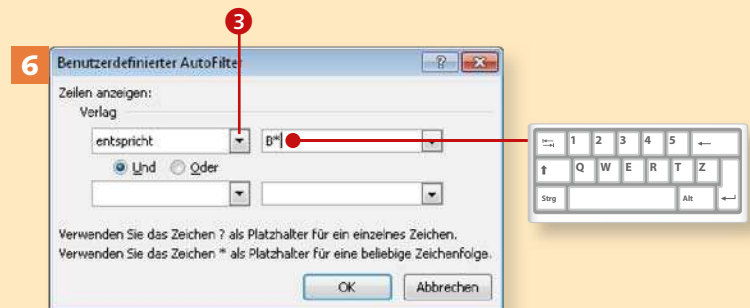 3
6
Benutzerdefinierter AutoFilter
Zeilen anzeigen:
Verlag
entspricht B*
Und Oder
Verwenden Sie das Zeichen ? als Platzhalter für ein einzelnes Zeichen.
Verwenden Sie das Zeichen * als Platzhalter für eine beliebige Zeichenfolge.
OK Abbrechen
1 2 3 4 5
Q W E R T Z
Strg Alt